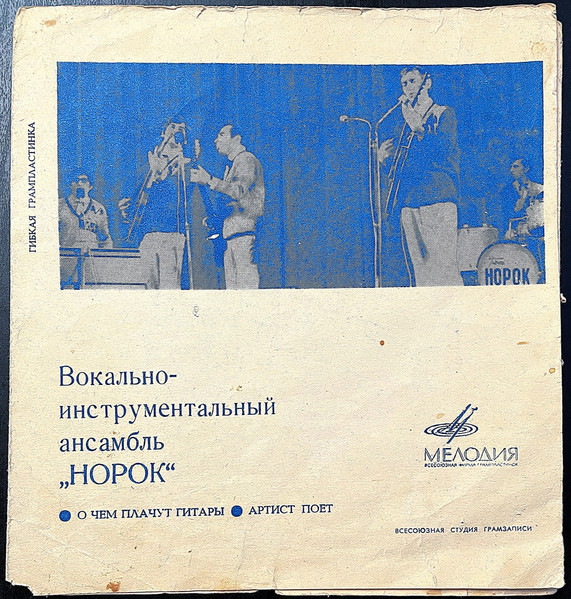 ГИБКАЯ ГРАМПЛАСТИНКА
НОРОК
Вокально-
инструментальный
ансамбль
„НОРОК“
О ЧЕМ ПЛАЧУТ ГИТАРЫ АРТИСТ ПОЕТ
МЕЛОДИЯ
ВСЕСОЮЗНАЯ ФИРМА ГРАМПЛАСТИНОК
ВСЕСОЮЗНАЯ СТУДИЯ ГРАМЗАПИСИ